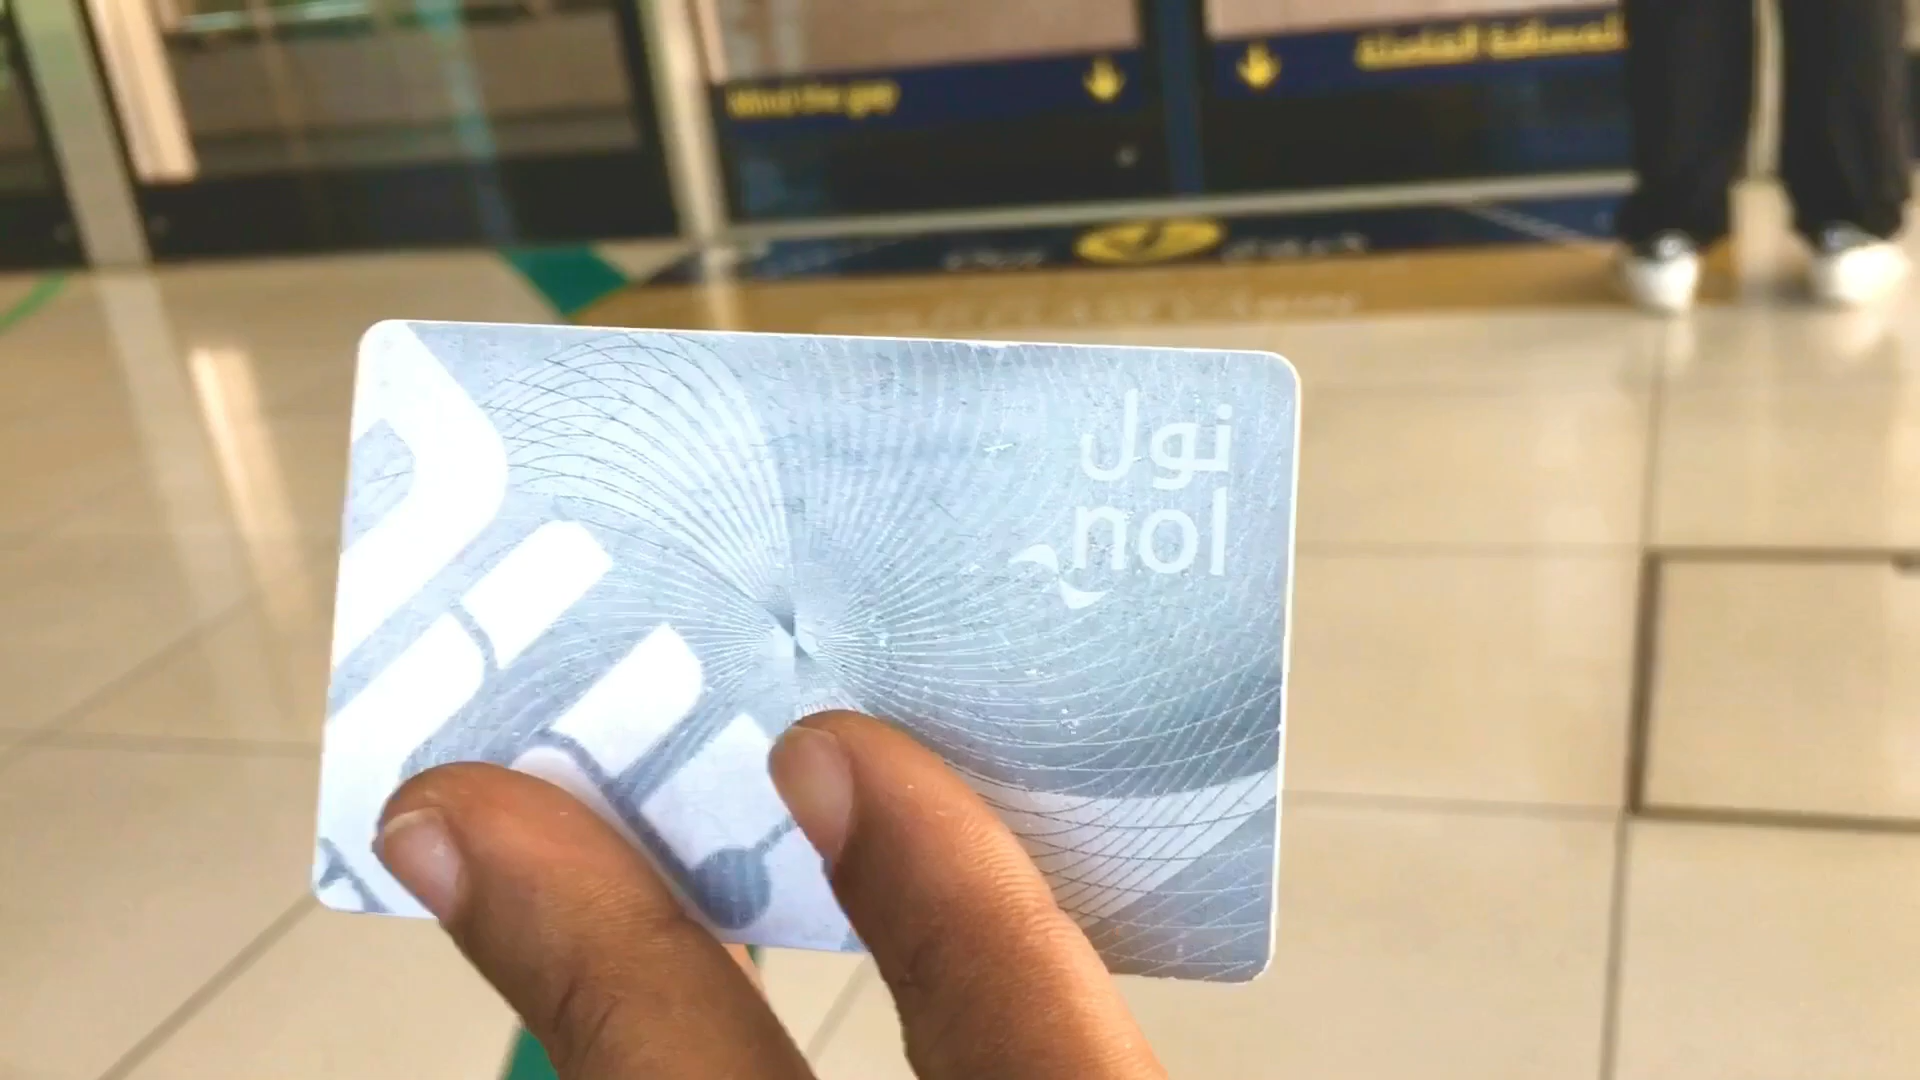 Mind the gap
المسافة الفاصلة
نول
nol